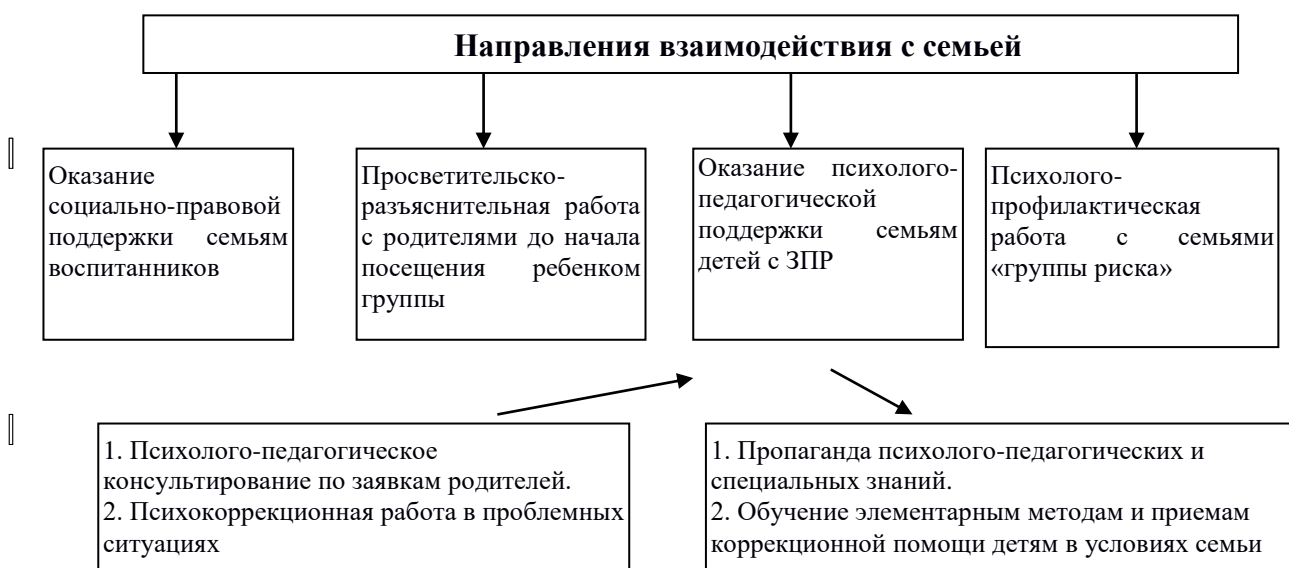 Направления взаимодействия с семьей
Оказание
социально-правовой
поддержки семьям
воспитанников
Просветительско-
разъяснительная работа
с родителями до начала
посещения ребенком
группы
Оказание психолого-
педагогической
поддержки семьям
детей с ЗПР
Психолого-
профилактическая
работа с семьями
«группы риска»
1. Психолого-педагогическое
консультирование по заявкам родителей.
2. Психокоррекционная работа в проблемных
ситуациях
1. Пропаганда психолого-педагогических и
специальных знаний.
2. Обучение элементарным методам и приемам
коррекционной помощи детям в условиях семьи